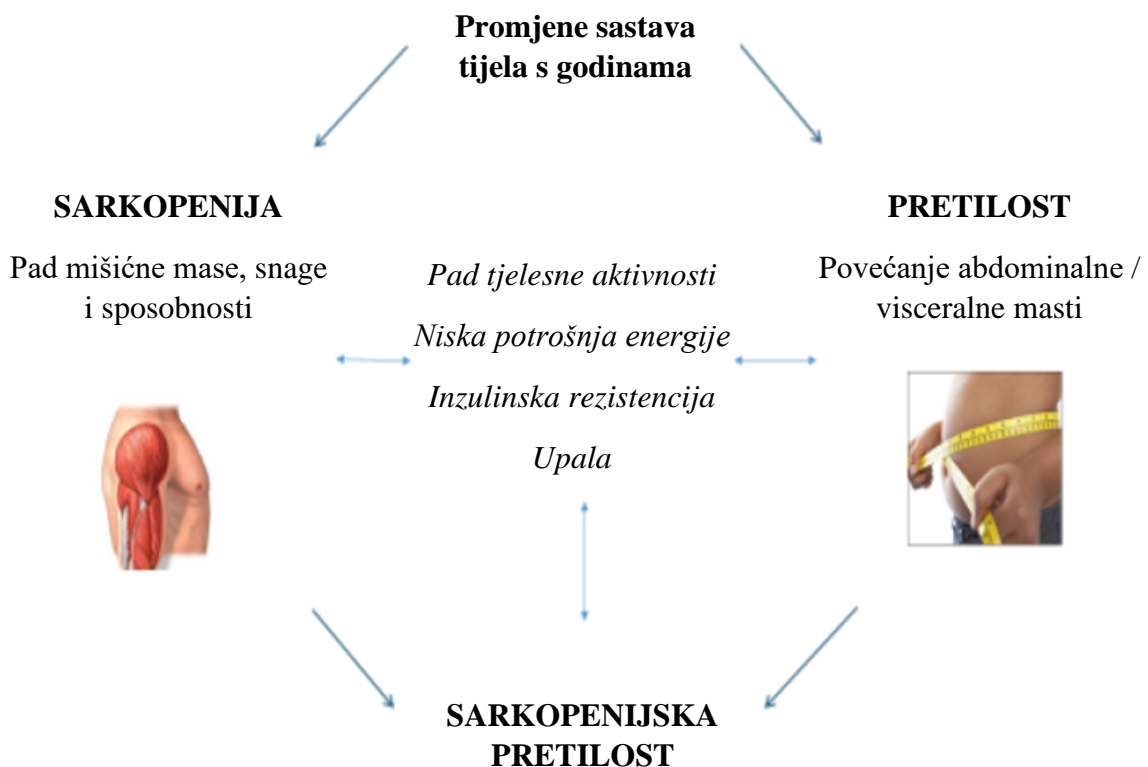 Promjene sastava
tijela s godinama
SARKOPENIJA
Pad mišićne mase, snage
i sposobnosti
Pad tjelesne aktivnosti
Niska potrošnja energije
Inzulinska rezistencija
Upala
PRETILOST
Povećanje abdominalne /
visceralne masti
SARKOPENIJSKA
PRETILOST